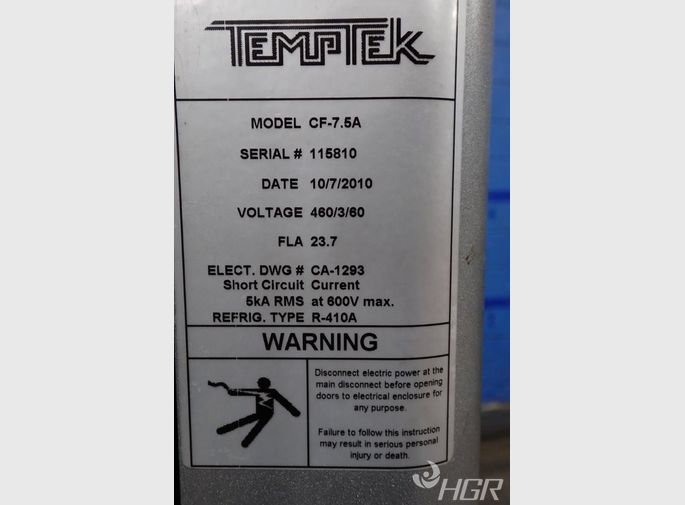 TEMPTEK
MODEL CF-7.5A
SERIAL # 115810
DATE 10/7/2010
VOLTAGE 460/3/60
FLA 23.7
ELECT. DWG # CA-1293
Short Circuit Current
5kA RMS at 600V max.
REFRIG. TYPE R-410A
WARNING
Disconnect electric power at the
main disconnect before opening
doors to electrical enclosure for
any purpose.
Failure to follow this instruction
may result in serious personal
injury or death.
HGR